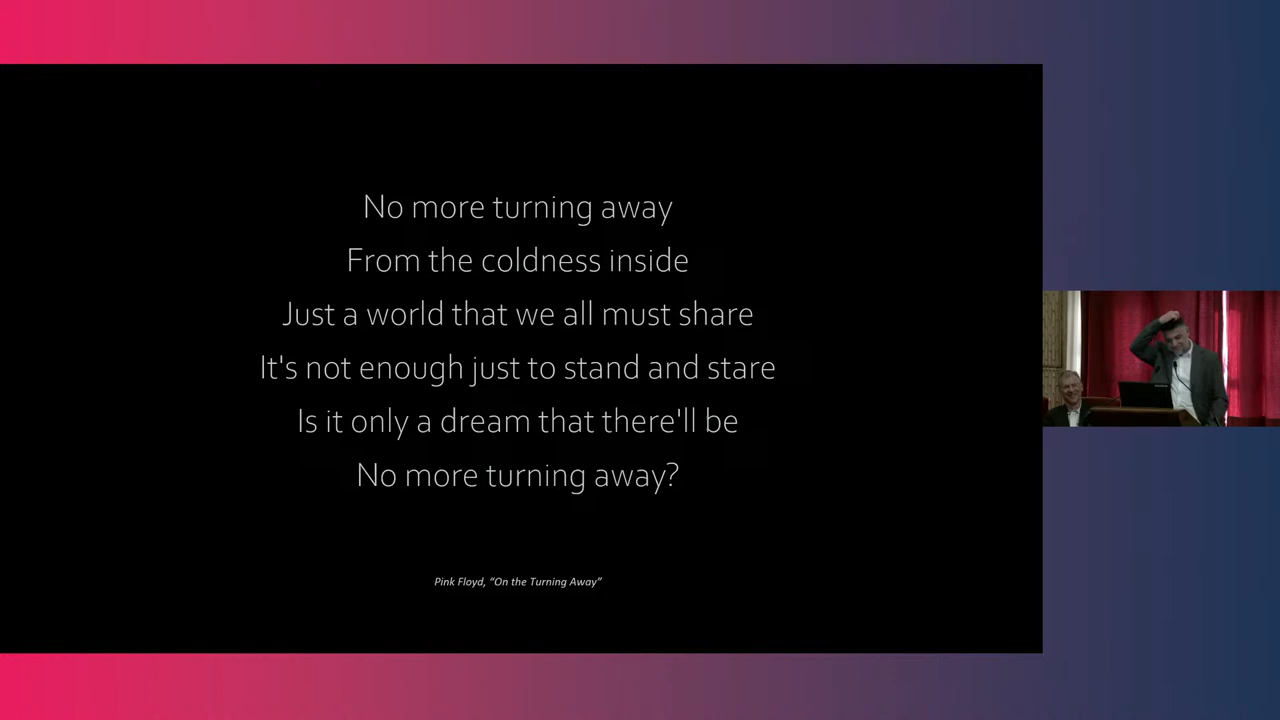 No more turning away
From the coldness inside
Just a world that we all must share
It's not enough just to stand and stare
Is it only a dream that there'll be
No more turning away?
Pink Floyd, “On the Turning Away”